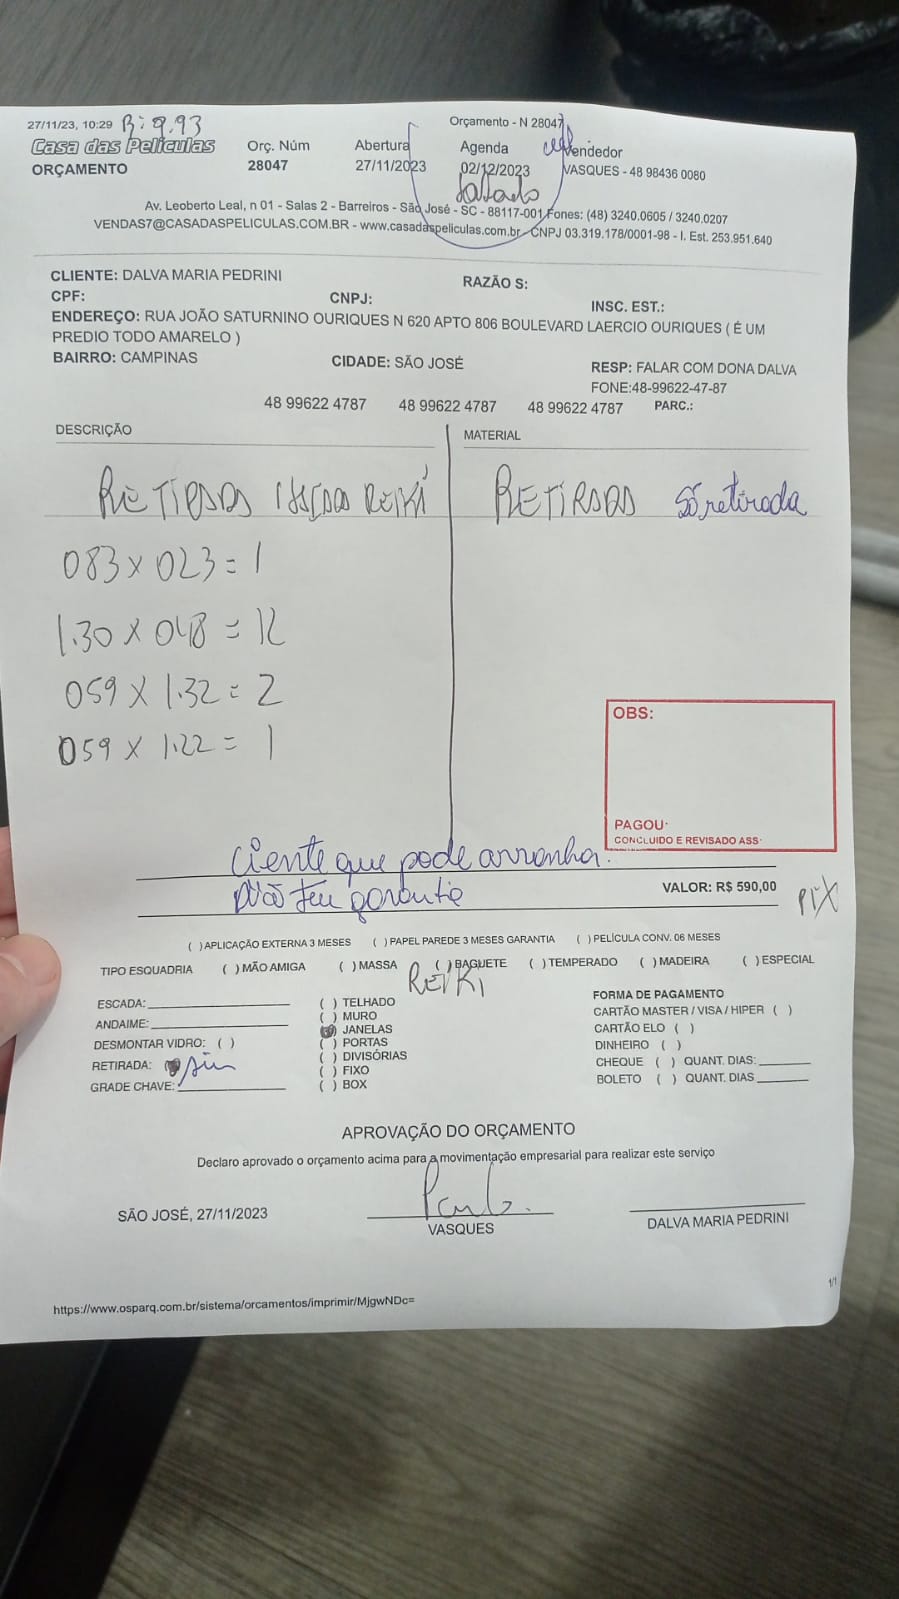 27/11/23, 10:29 B: 9.93
Orçamento - N 28047
Casa das Películas
ORÇAMENTO
Orç. Núm
28047
Abertura
27/11/2023
Agenda
02/12/2023
Sabado
Vendedor
VASQUES - 48 98436 0080
Av. Leoberto Leal, n 01 - Salas 2 - Barreiros - São José - SC - 88117-001 Fones: (48) 3240.0605 / 3240.0207
VENDAS7@CASADASPELICULAS.COM.BR - www.casadaspeliculas.com.br - CNPJ 03.319.178/0001-98 - I. Est. 253.951.640
CLIENTE: DALVA MARIA PEDRINI
RAZÃO S:
CPF:
CNPJ:
INSC. EST.:
ENDEREÇO: RUA JOÃO SATURNINO OURIQUES N 620 APTO 806 BOULEVARD LAERCIO OURIQUES ( É UM
PREDIO TODO AMARELO )
BAIRRO: CAMPINAS
CIDADE: SÃO JOSÉ
RESP: FALAR COM DONA DALVA
FONE:48-99622-47-87
48 99622 4787 48 99622 4787 48 99622 4787 PARC.:
DESCRIÇÃO
MATERIAL
RETIRADA REIKI
RETIRADA só retirada
083 x 023 = 1
1.30 x 048 = 12
059 x 1.32 = 2
059 x 1.22 = 1
OBS:
PAGOU:
CONCLUIDO E REVISADO ASS:
Ciente que pode arranha.
Não tem garantia
VALOR: R$ 590,00
PIX
( ) APLICAÇÃO EXTERNA 3 MESES ( ) PAPEL PAREDE 3 MESES GARANTIA ( ) PELÍCULA CONV. 06 MESES
TIPO ESQUADRIA ( ) MÃO AMIGA ( ) MASSA ( ) BAGUETE ( ) TEMPERADO ( ) MADEIRA ( ) ESPECIAL
REIKI
ESCADA:
ANDAIME:
DESMONTAR VIDRO: ( )
RETIRADA: sim
GRADE CHAVE:
( ) TELHADO
( ) MURO
JANELAS
( ) PORTAS
( ) DIVISÓRIAS
( ) FIXO
( ) BOX
FORMA DE PAGAMENTO
CARTÃO MASTER / VISA / HIPER ( )
CARTÃO ELO ( )
DINHEIRO ( )
CHEQUE ( ) QUANT. DIAS:
BOLETO ( ) QUANT. DIAS
APROVAÇÃO DO ORÇAMENTO
Declaro aprovado o orçamento acima para a movimentação empresarial para realizar este serviço
SÃO JOSÉ, 27/11/2023
VASQUES
DALVA MARIA PEDRINI
1/1
https://www.osparq.com.br/sistema/orcamentos/imprimir/MjgwNDc=